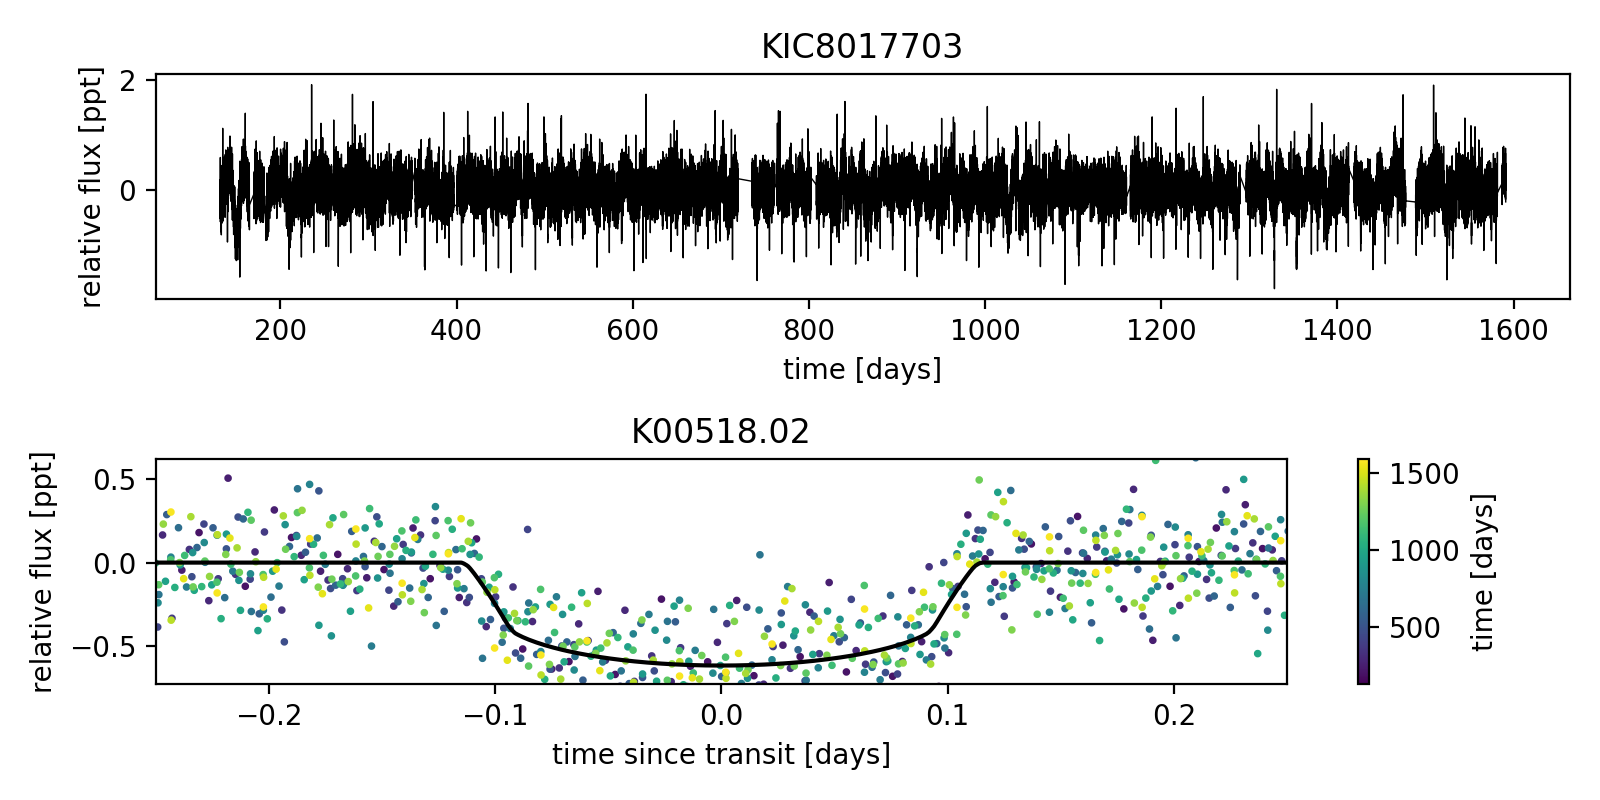 KIC8017703
relative flux [ppt]
2
0
200 400 600 800 1000 1200 1400 1600
time [days]
K00518.02
relative flux [ppt]
0.5
0.0
−0.5
−0.2 −0.1 0.0 0.1 0.2
time since transit [days]
1500
1000
500
time [days]